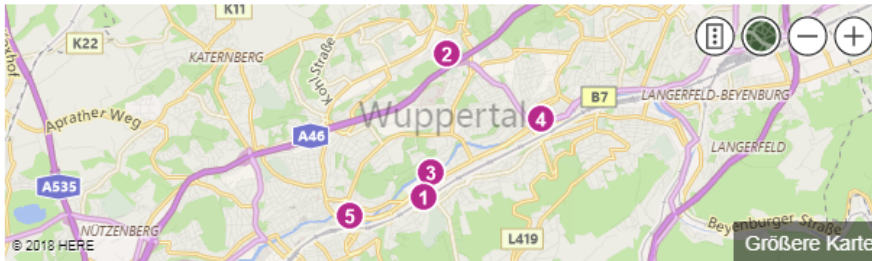 K11
K22
KATERNBERG
Kohl Straße
2
Wuppertal
4
B7
LANGERFELD-BEYENBURG
Aprather Weg
A46
LANGERFELD
3
A535
1
5
NÜTZENBERG
L419
Beyenburger Straße
© 2018 HERE
Größere Karte